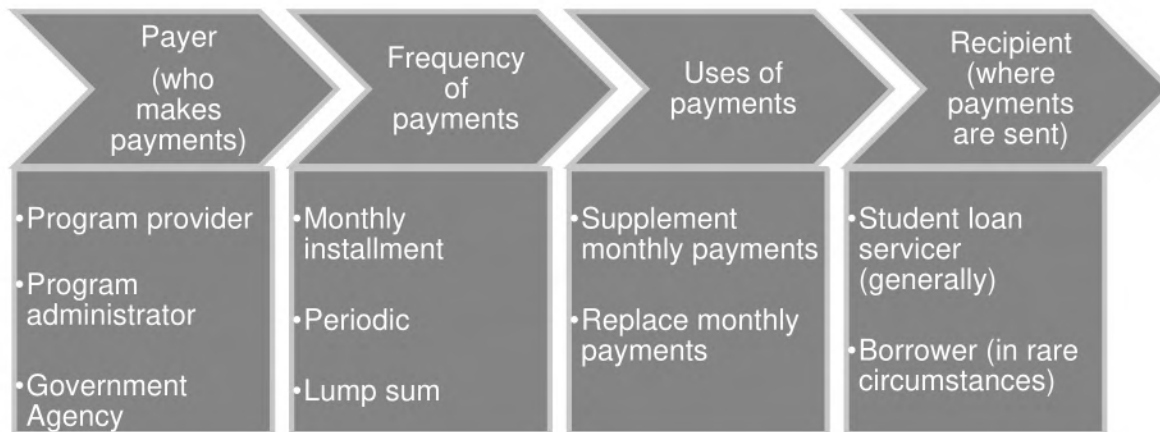 Payer
(who
makes
payments)
•Program provider
•Program
administrator
•Government
Agency
Frequency
of
payments
•Monthly
installment
•Periodic
•Lump sum
Uses of
payments
•Supplement
monthly payments
•Replace monthly
payments
Recipient
(where
payments
are sent)
•Student loan
servicer
(generally)
•Borrower (in rare
circumstances)